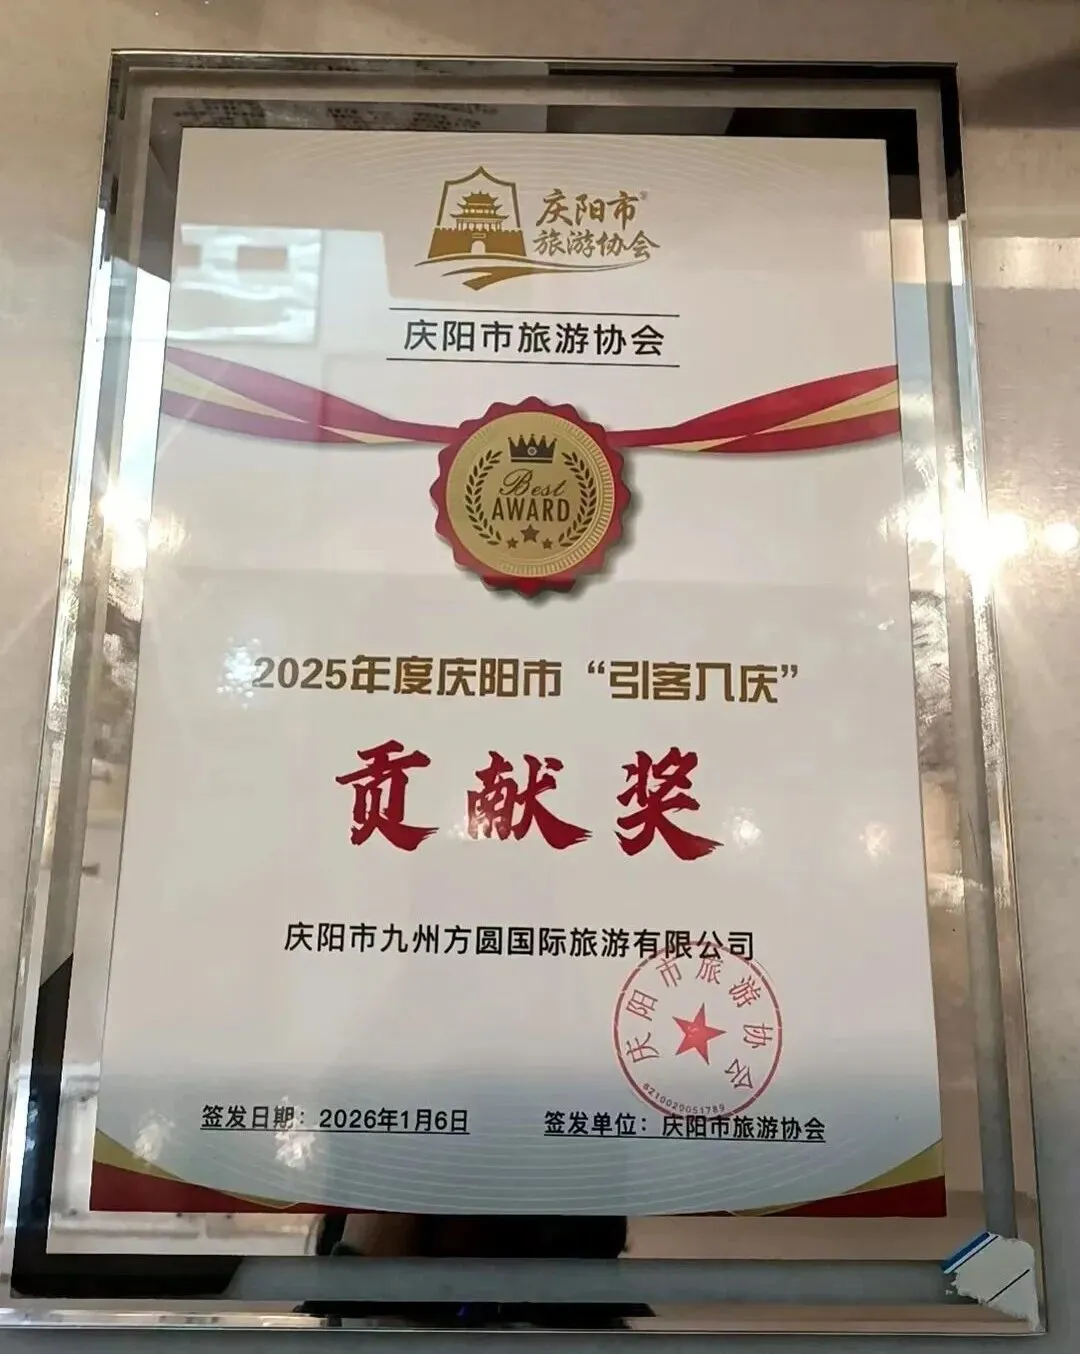 庆阳市
旅游协会
庆阳市旅游协会
Best
AWARD
2025年度庆阳市“引客入庆”
贡献奖
庆阳市九州方圆国际旅游有限公司
庆阳市旅游协会
6210020051789
签发日期：2026年1月6日
签发单位：庆阳市旅游协会